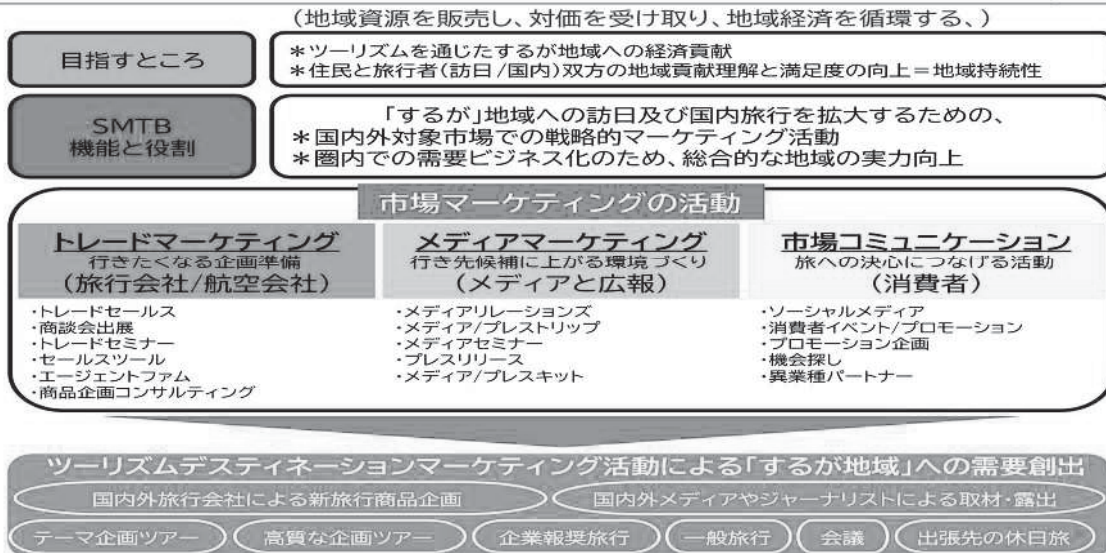 (地域資源を販売し、対価を受け取り、地域経済を循環する、)
目指すところ
＊ツーリズムを通じたするが地域への経済貢献
＊住民と旅行者(訪日/国内)双方の地域貢献理解と満足度の向上＝地域持続性
SMTB
機能と役割
「するが」地域への訪日及び国内旅行を拡大するための、
＊国内外対象市場での戦略的マーケティング活動
＊圏内での需要ビジネス化のため、総合的な地域の実力向上
市場マーケティングの活動
トレードマーケティング
行きたくなる企画準備
(旅行会社/航空会社)
・トレードセールス
・商談会出展
・トレードセミナー
・セールスツール
・エージェントファム
・商品企画コンサルティング
メディアマーケティング
行き先候補に上がる環境づくり
(メディアと広報)
・メディアリレーションズ
・メディア/プレストリップ
・メディアセミナー
・プレスリリース
・メディア/プレスキット
市場コミュニケーション
旅への決心につなげる活動
(消費者)
・ソーシャルメディア
・消費者イベント/プロモーション
・プロモーション企画
・機会探し
・異業種パートナー
ツーリズムデスティネーションマーケティング活動による「するが地域」への需要創出
国内外旅行会社による新旅行商品企画
国内外メディアやジャーナリストによる取材・露出
テーマ企画ツアー
高質な企画ツアー
企業報奨旅行
一般旅行
会議
出張先の休日旅